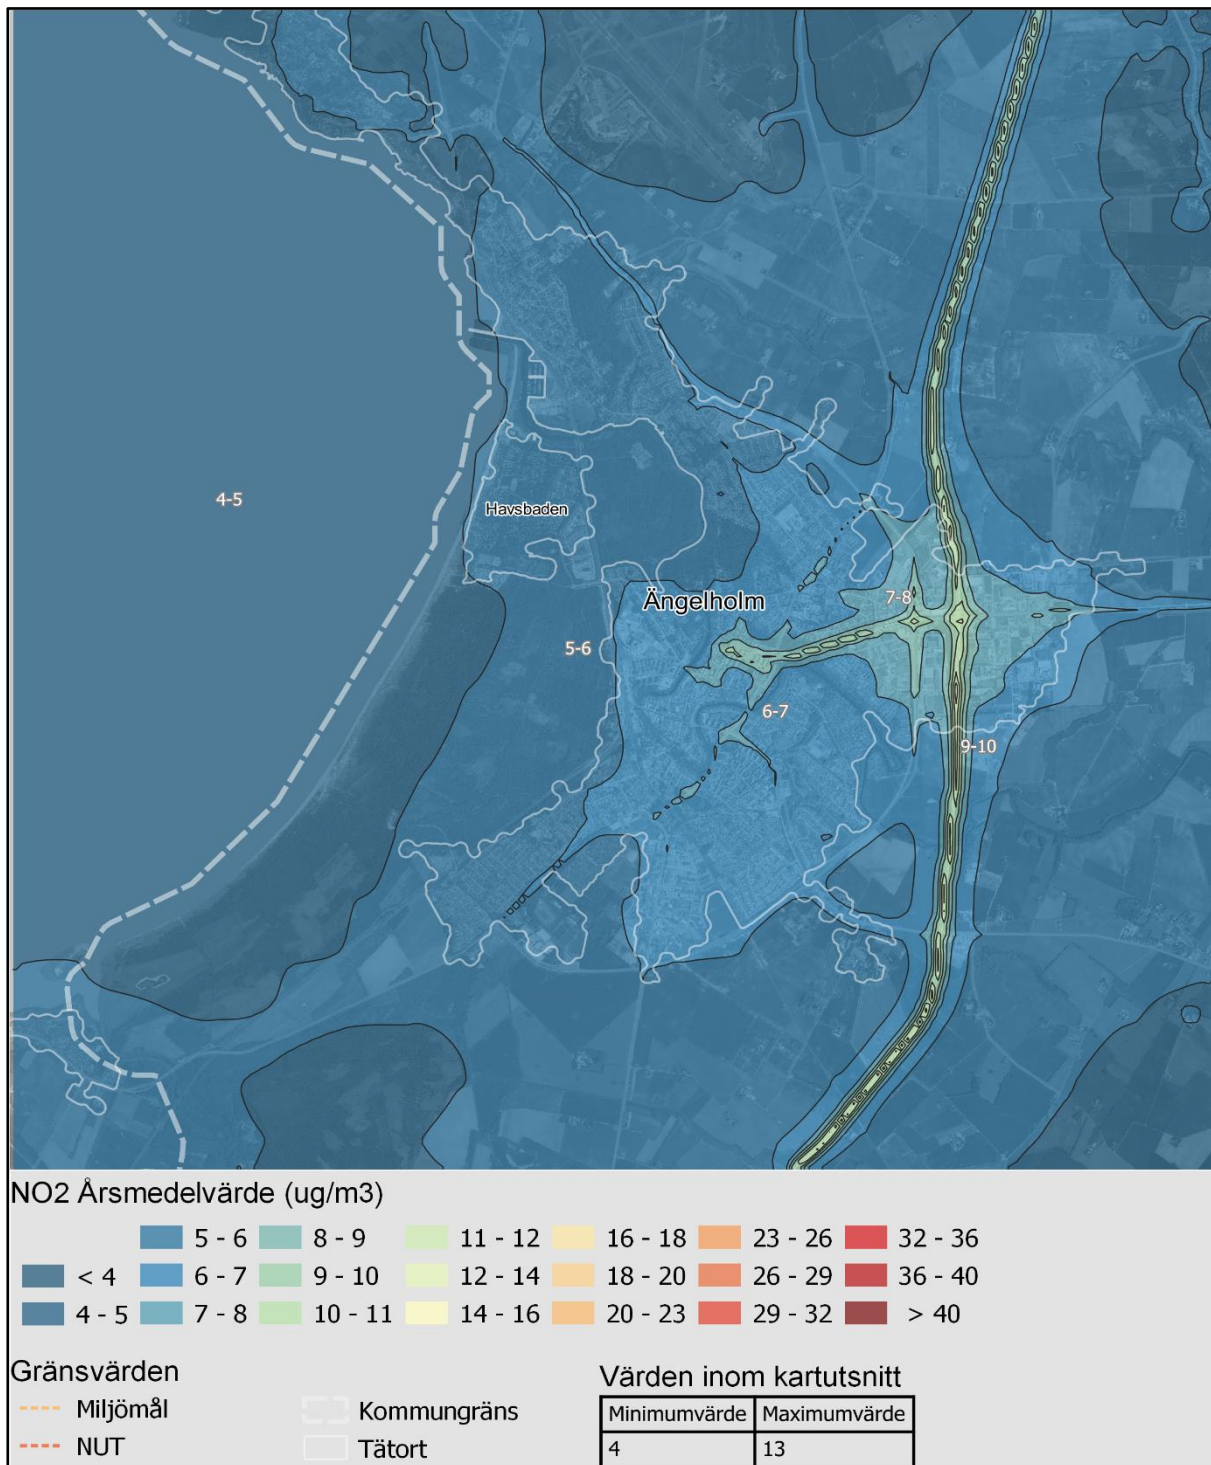 4-5
Havsbaden
Ängelholm
7-8
5-6
6-7
9-10
NO2 Årsmedelvärde (ug/m3)
5 - 6 8 - 9 11 - 12 16 - 18 23 - 26 32 - 36
< 4 6 - 7 9 - 10 12 - 14 18 - 20 26 - 29 36 - 40
4 - 5 7 - 8 10 - 11 14 - 16 20 - 23 29 - 32 > 40
Gränsvärden
Miljömål
NUT
Kommungräns
Tätort
Värden inom kartutsnitt
Minimumvärde Maximumvärde
4 13